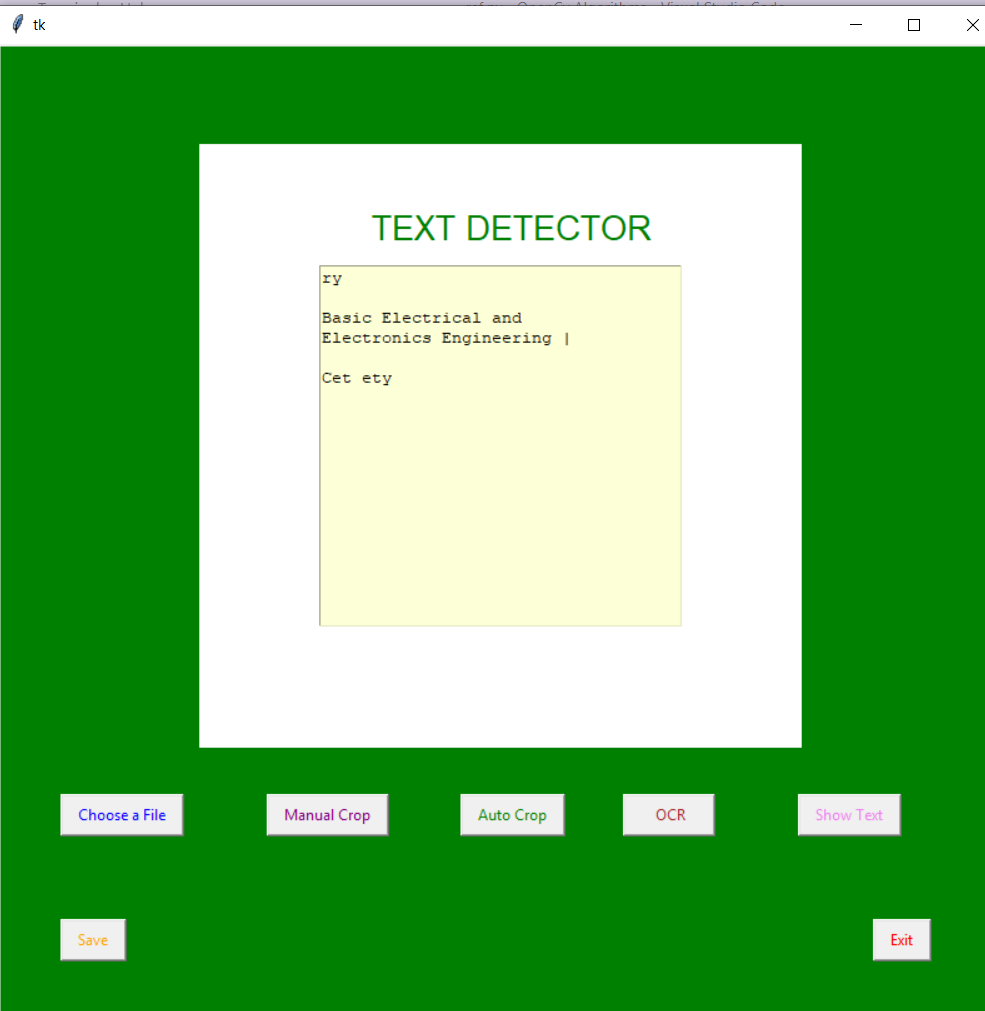 tk
TEXT DETECTOR
ry
Basic Electrical and
Electronics Engineering |
Cet ety
Choose a File
Manual Crop
Auto Crop
OCR
Show Text
Save
Exit